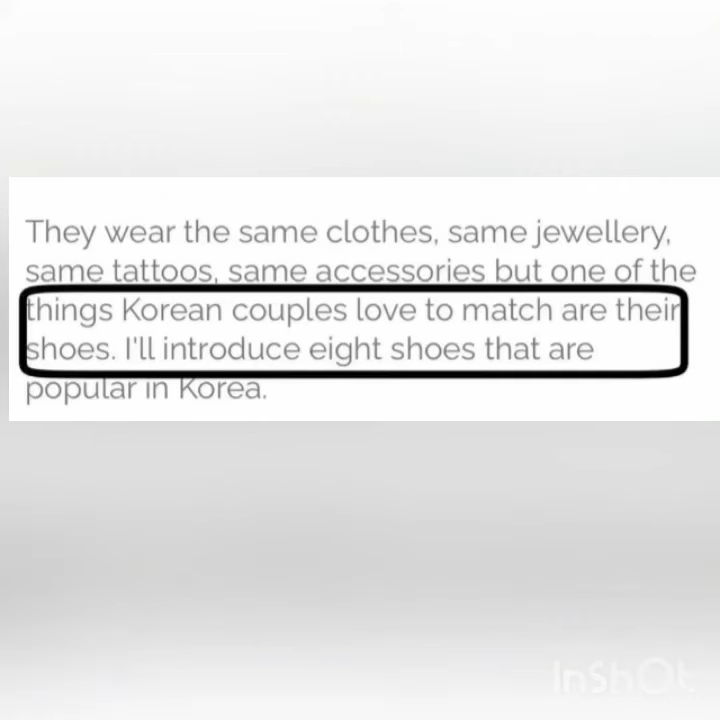 They wear the same clothes, same jewellery,
same tattoos, same accessories but one of the
things Korean couples love to match are their
shoes. I'll introduce eight shoes that are
popular in Korea.
InShOt